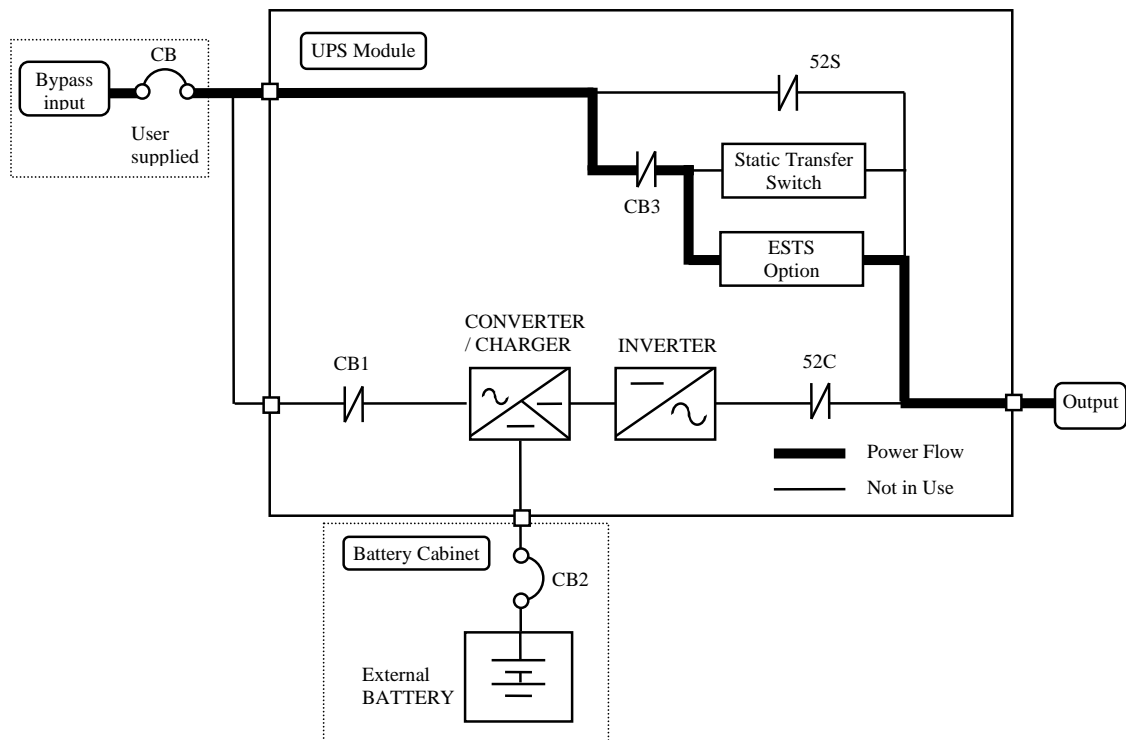 UPS Module
CB
52S
Bypass
input
User
supplied
Static Transfer
Switch
CB3
ESTS
Option
CONVERTER
/ CHARGER
INVERTER
CB1
52C
Output
Power Flow
Not in Use
Battery Cabinet
CB2
External
BATTERY